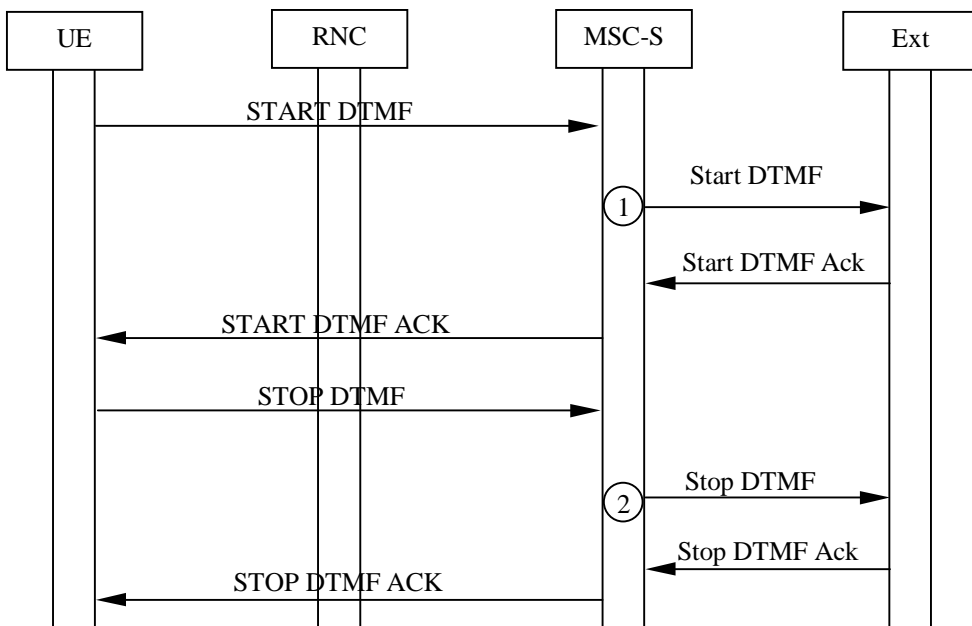 UE
RNC
MSC-S
Ext
START DTMF
Start DTMF
1
Start DTMF Ack
START DTMF ACK
STOP DTMF
Stop DTMF
2
Stop DTMF Ack
STOP DTMF ACK